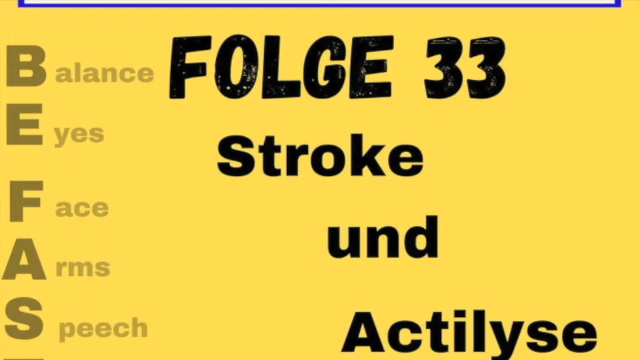 FOLGE 33
Stroke
und
Actilyse
Balance
Eyes
Face
Arms
Speech